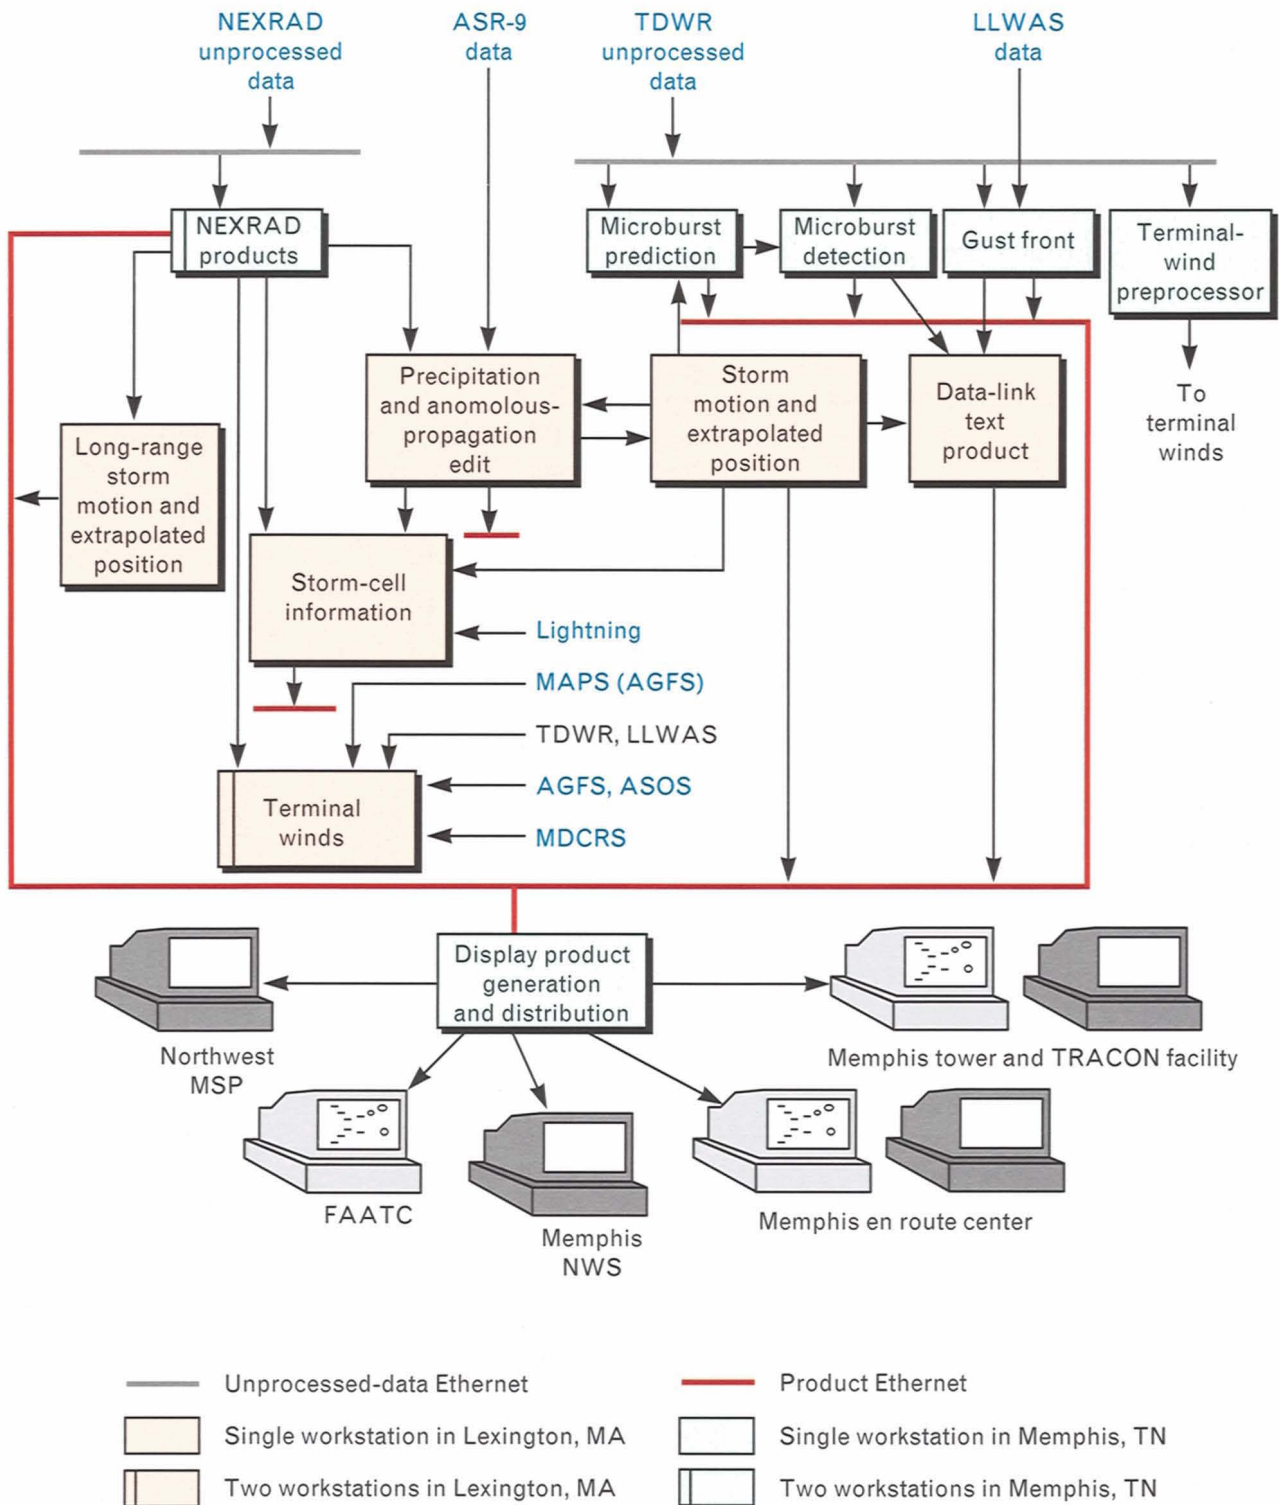 NEXRAD
unprocessed
data
ASR-9
data
TDWR
unprocessed
data
LLWAS
data
NEXRAD
products
Microburst
prediction
Microburst
detection
Gust front
Terminal-
wind
preprocessor
Precipitation
and anomolous-
propagation
edit
Storm
motion and
extrapolated
position
Data-link
text
product
To
terminal
winds
Long-range
storm
motion and
extrapolated
position
Storm-cell
information
Lightning
MAPS (AGFS)
TDWR, LLWAS
AGFS, ASOS
MDCRS
Terminal
winds
Display product
generation
and distribution
Northwest
MSP
Memphis tower and TRACON facility
FAATC
Memphis
NWS
Memphis en route center
Unprocessed-data Ethernet
Product Ethernet
Single workstation in Lexington, MA
Single workstation in Memphis, TN
Two workstations in Lexington, MA
Two workstations in Memphis, TN